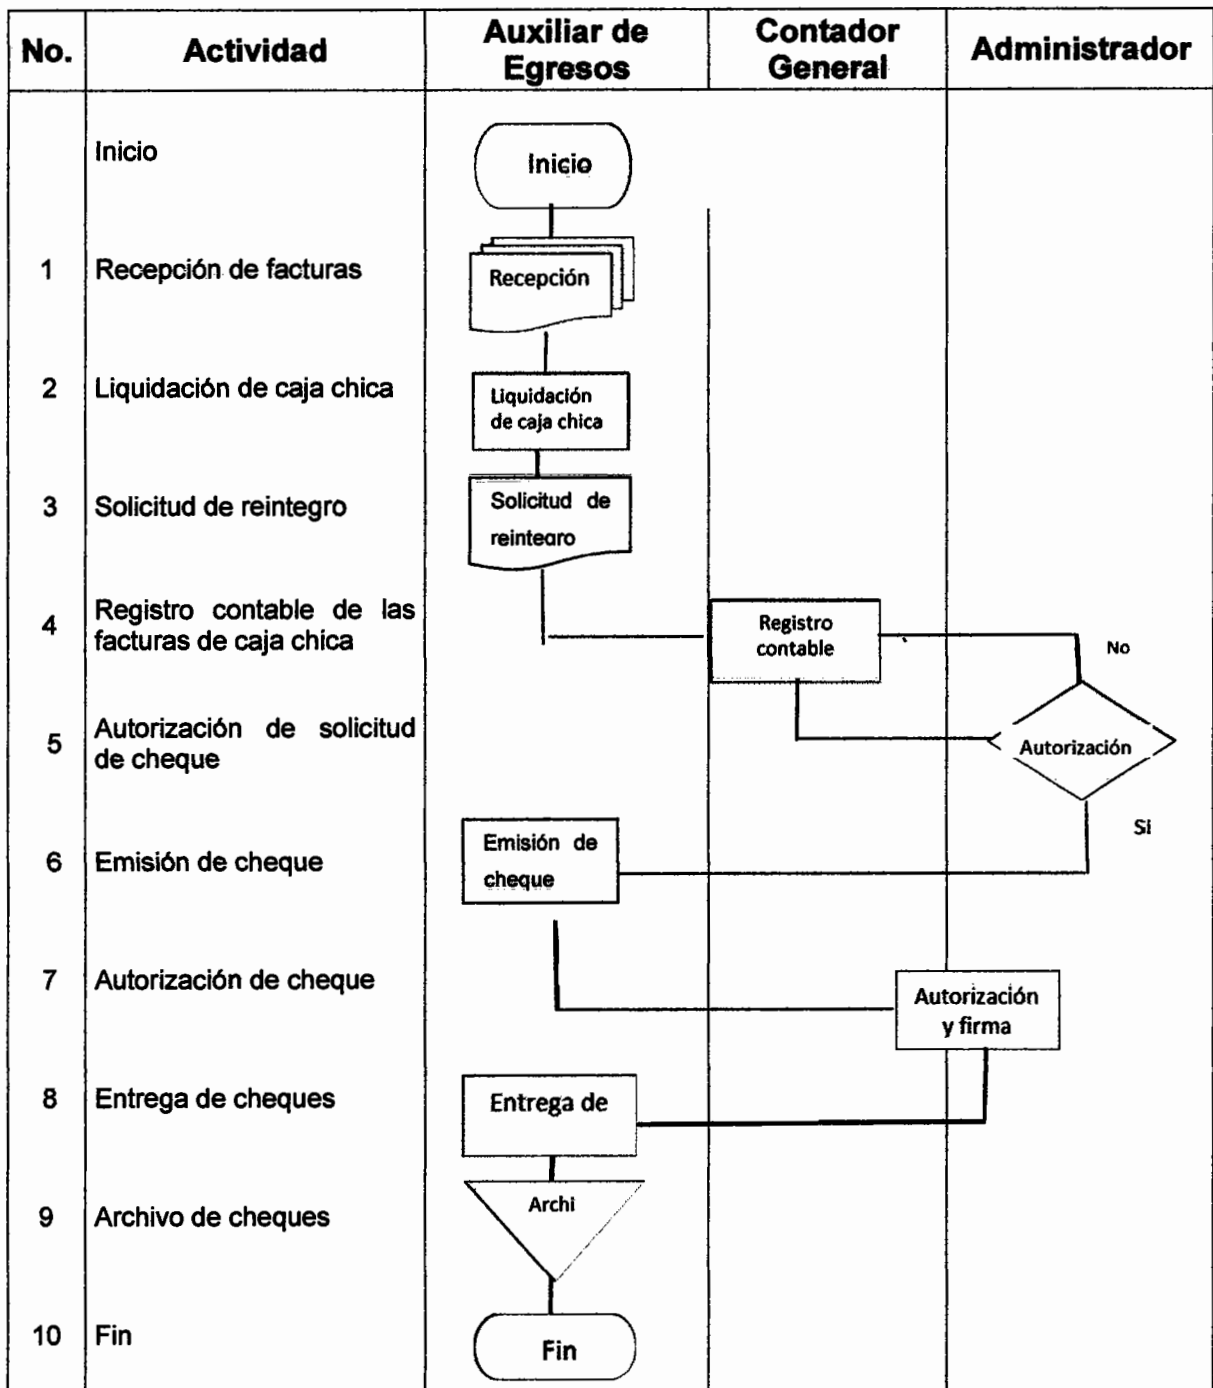 No.
Actividad
Auxiliar de
Egresos
Contador
General
Administrador
Inicio
Inicio
1
Recepción de facturas
Recepción
2
Liquidación de caja chica
Liquidación
de caja chica
3
Solicitud de reintegro
Solicitud de
reintegro
4
Registro contable de las
facturas de caja chica
Registro
contable
No
5
Autorización de solicitud
de cheque
Autorización
Si
6
Emisión de cheque
Emisión de
cheque
7
Autorización de cheque
Autorización
y firma
8
Entrega de cheques
Entrega de
9
Archivo de cheques
Archi
10
Fin
Fin